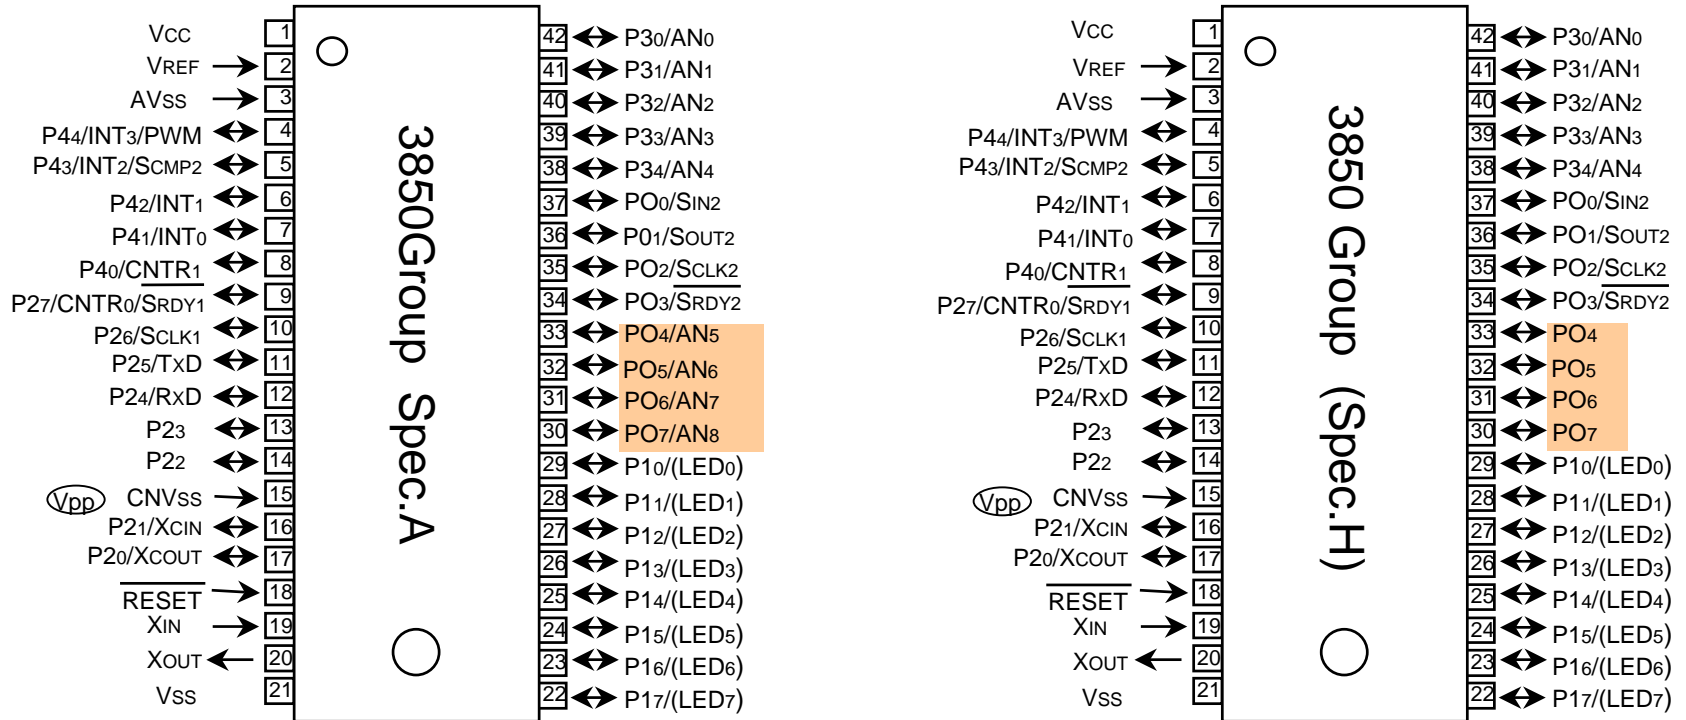 VCC 1
VREF 2
AVSS 3
P44/INT3/PWM 4
P43/INT2/SCMP2 5
P42/INT1 6
P41/INT0 7
P40/CNTR1 8
P27/CNTR0/SRDY1 9
P26/SCLK1 10
P25/TXD 11
P24/RXD 12
P23 13
P22 14
Vpp CNVSS 15
P21/XCIN 16
P20/XCOUT 17
RESET 18
XIN 19
XOUT 20
VSS 21
3850Group Spec.A
42 P30/AN0
41 P31/AN1
40 P32/AN2
39 P33/AN3
38 P34/AN4
37 PO0/SIN2
36 P01/SOUT2
35 PO2/SCLK2
34 PO3/SRDY2
33 PO4/AN5
32 PO5/AN6
31 PO6/AN7
30 PO7/AN8
29 P10/(LED0)
28 P11/(LED1)
27 P12/(LED2)
26 P13/(LED3)
25 P14/(LED4)
24 P15/(LED5)
23 P16/(LED6)
22 P17/(LED7)
VCC 1
VREF 2
AVSS 3
P44/INT3/PWM 4
P43/INT2/SCMP2 5
P42/INT1 6
P41/INT0 7
P40/CNTR1 8
P27/CNTR0/SRDY1 9
P26/SCLK1 10
P25/TXD 11
P24/RXD 12
P23 13
P22 14
Vpp CNVSS 15
P21/XCIN 16
P20/XCOUT 17
RESET 18
XIN 19
XOUT 20
VSS 21
3850 Group (Spec.H)
42 P30/AN0
41 P31/AN1
40 P32/AN2
39 P33/AN3
38 P34/AN4
37 PO0/SIN2
36 PO1/SOUT2
35 PO2/SCLK2
34 PO3/SRDY2
33 PO4
32 PO5
31 PO6
30 PO7
29 P10/(LED0)
28 P11/(LED1)
27 P12/(LED2)
26 P13/(LED3)
25 P14/(LED4)
24 P15/(LED5)
23 P16/(LED6)
22 P17/(LED7)